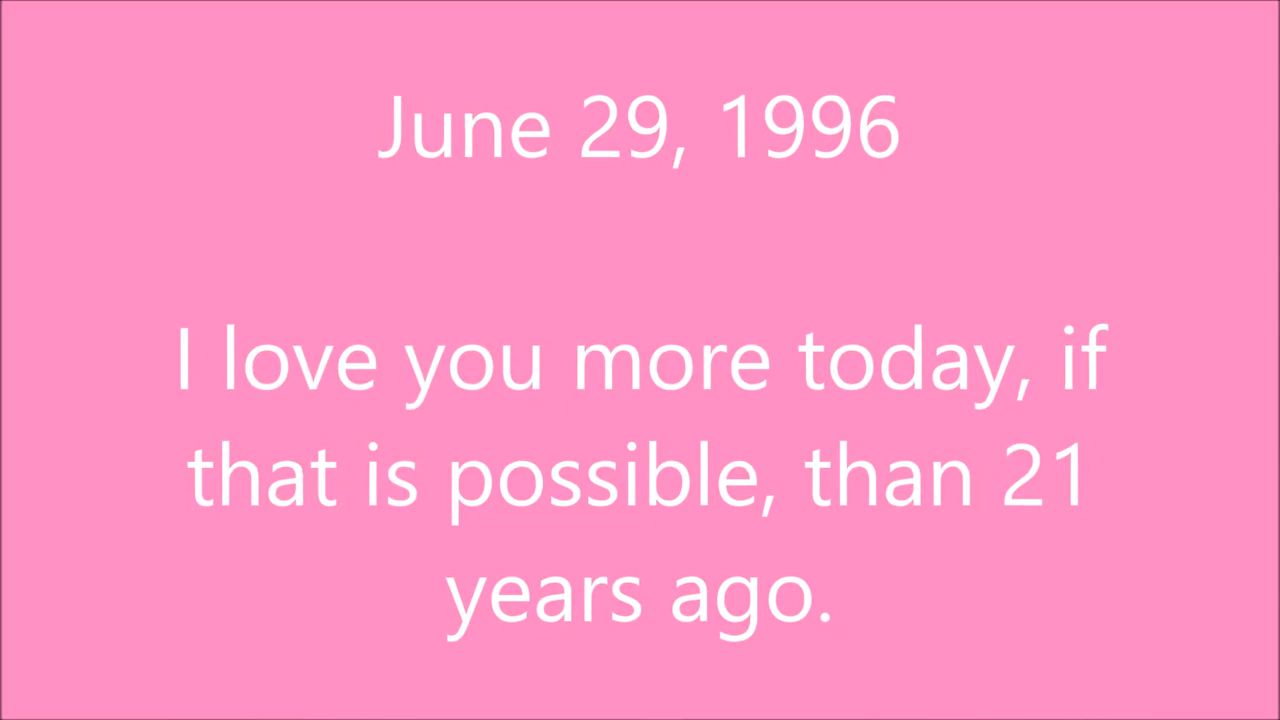 June 29, 1996
I love you more today, if
that is possible, than 21
years ago.